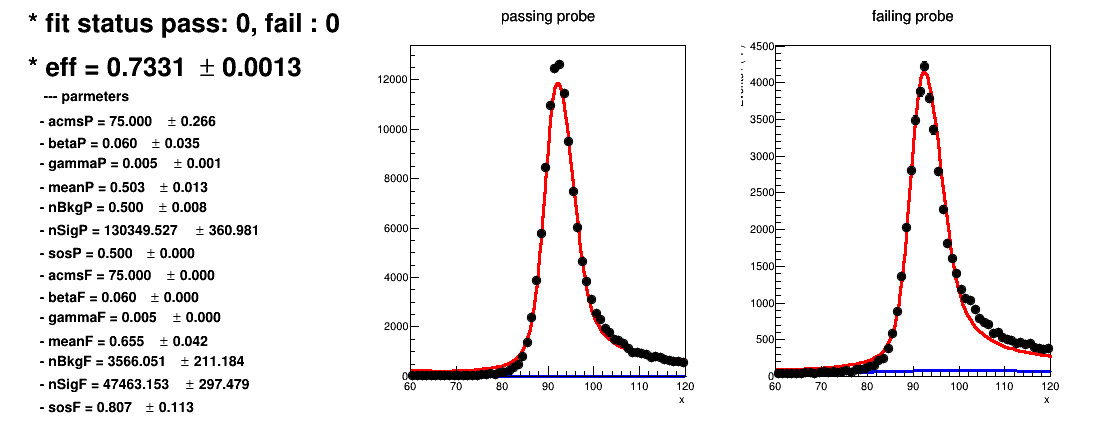 * fit status pass: 0, fail : 0
* eff = 0.7331 ± 0.0013
--- parmeters
- acmsP = 75.000 ± 0.266
- betaP = 0.060 ± 0.035
- gammaP = 0.005 ± 0.001
- meanP = 0.503 ± 0.013
- nBkgP = 0.500 ± 0.008
- nSigP = 130349.527 ± 360.981
- sosP = 0.500 ± 0.000
- acmsF = 75.000 ± 0.000
- betaF = 0.060 ± 0.000
- gammaF = 0.005 ± 0.000
- meanF = 0.655 ± 0.042
- nBkgF = 3566.051 ± 211.184
- nSigF = 47463.153 ± 297.479
- sosF = 0.807 ± 0.113
passing probe
12000
10000
8000
6000
4000
2000
0
60 70 80 90 100 110 120
x
failing probe
4500
4000
3500
3000
2500
2000
1500
1000
500
0
60 70 80 90 100 110 120
x